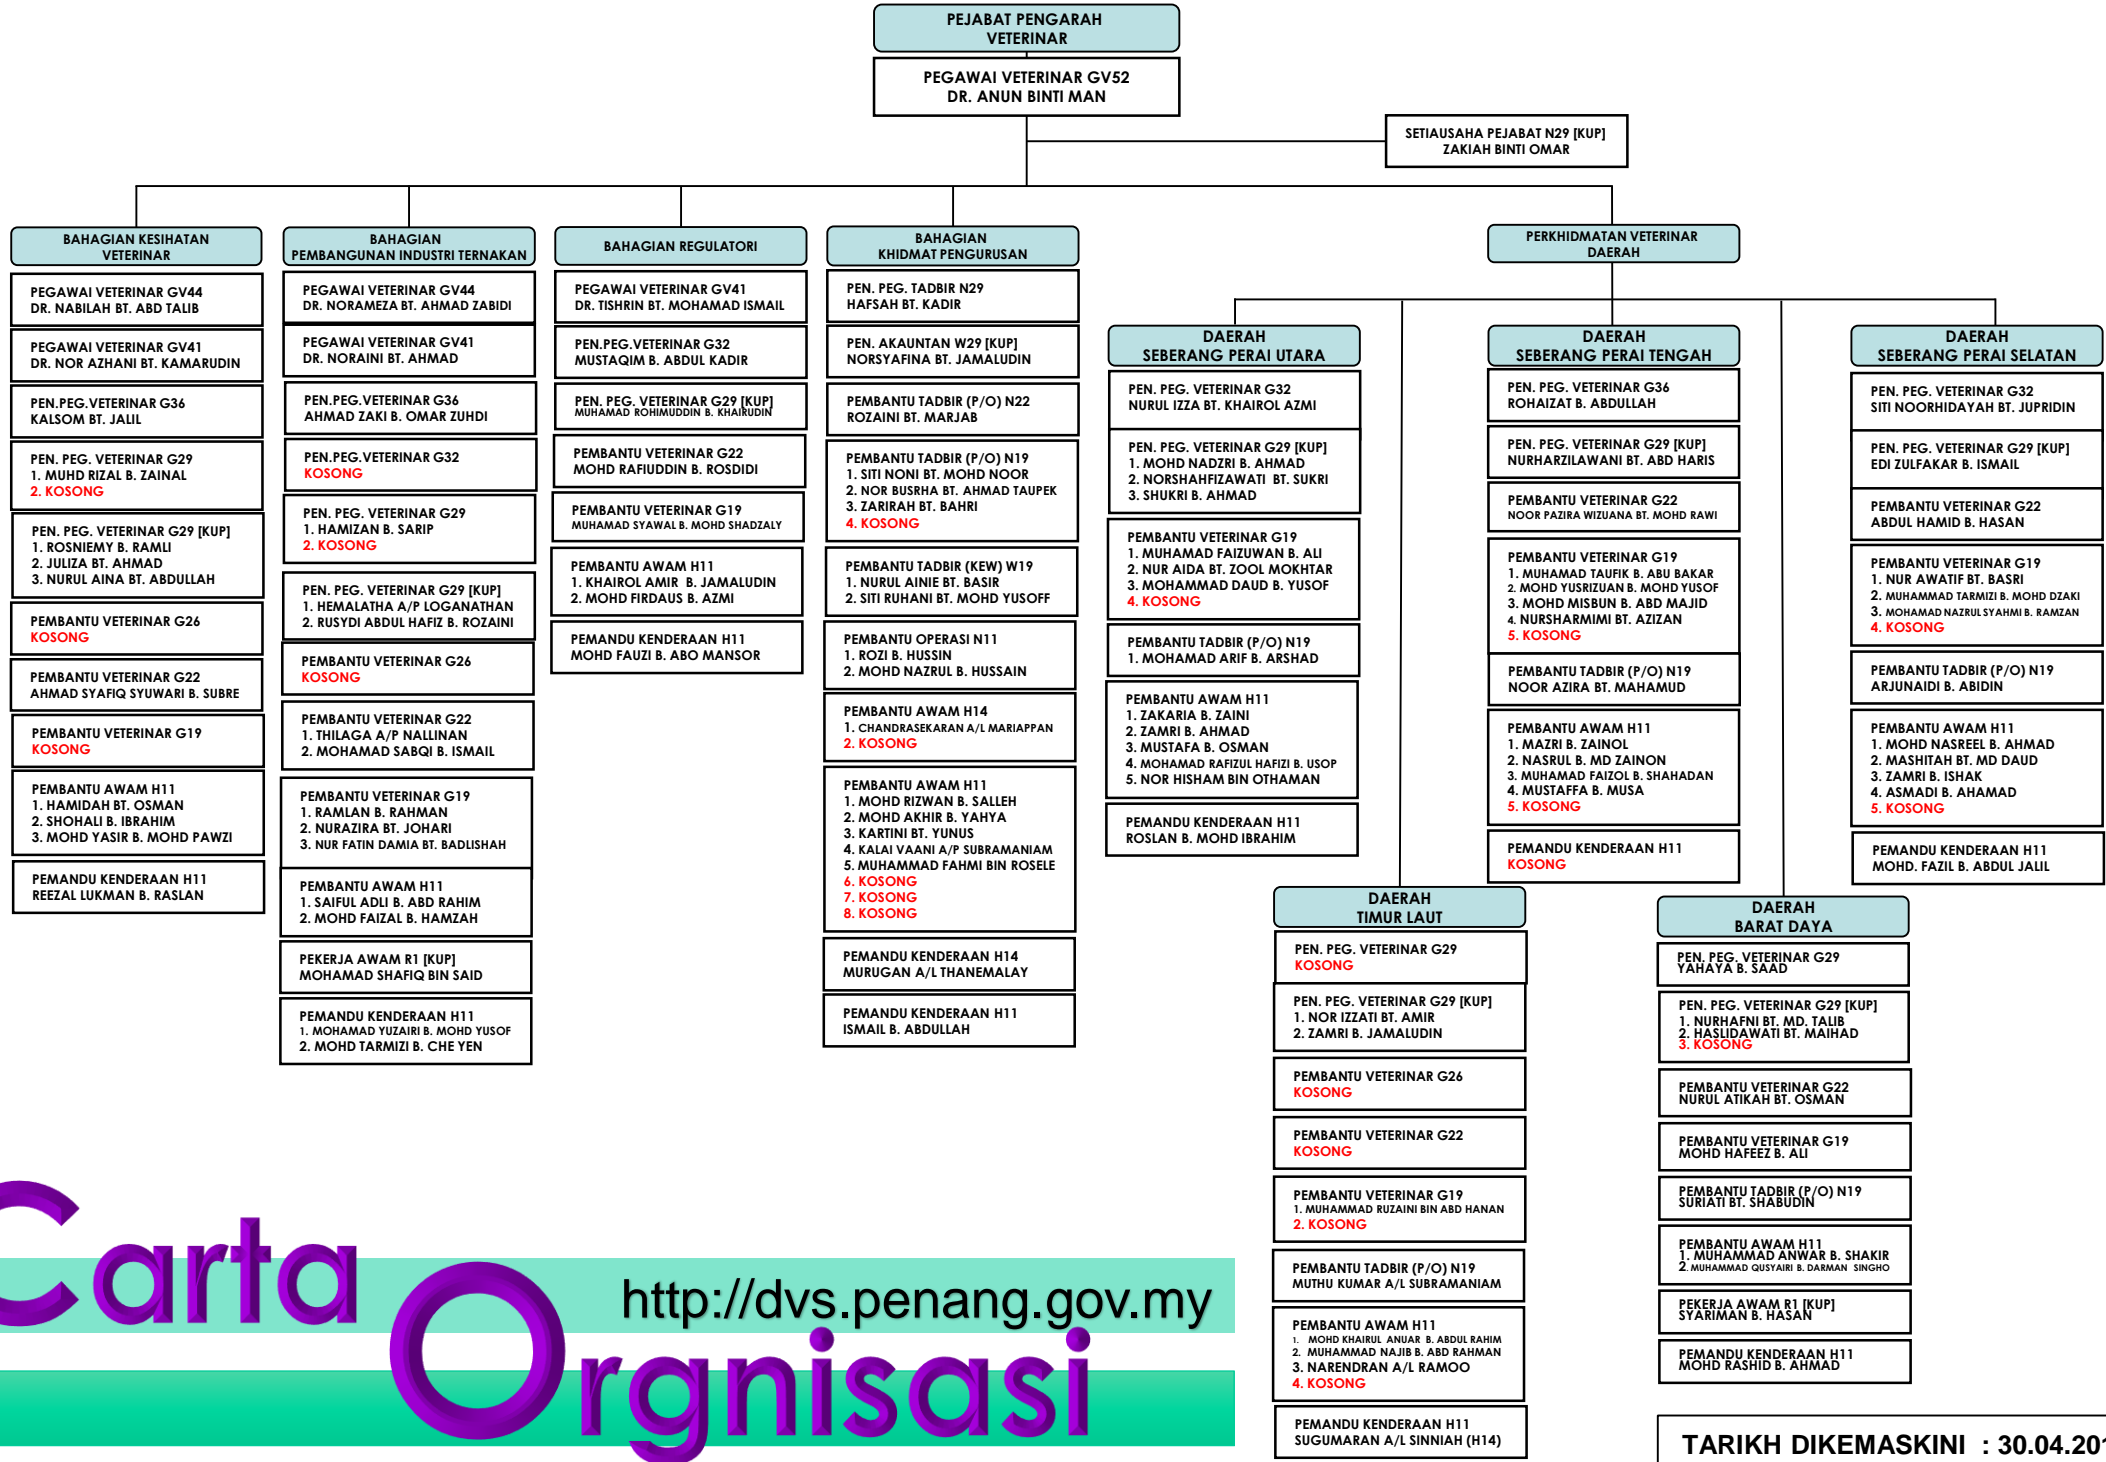 PEJABAT PENGARAH
VETERINAR
PEGAWAI VETERINAR GV52
DR. ANUN BINTI MAN
SETIAUSAHA PEJABAT N29 [KUP]
ZAKIAH BINTI OMAR
BAHAGIAN KESIHATAN
VETERINAR
PEGAWAI VETERINAR GV44
DR. NABILAH BT. ABD TALIB
PEGAWAI VETERINAR GV41
DR. NOR AZHANI BT. KAMARUDIN
PEN.PEG.VETERINAR G36
KALSOM BT. JALIL
PEN. PEG. VETERINAR G29
1. MUHD RIZAL B. ZAINAL
2. KOSONG
PEN. PEG. VETERINAR G29 [KUP]
1. ROSNIEMY B. RAMLI
2. JULIZA BT. AHMAD
3. NURUL AINA BT. ABDULLAH
PEMBANTU VETERINAR G26
KOSONG
PEMBANTU VETERINAR G22
AHMAD SYAFIQ SYUWARI B. SUBRE
PEMBANTU VETERINAR G19
KOSONG
PEMBANTU AWAM H11
1. HAMIDAH BT. OSMAN
2. SHOHALI B. IBRAHIM
3. MOHD YASIR B. MOHD PAWZI
PEMANDU KENDERAAN H11
REEZAL LUKMAN B. RASLAN
BAHAGIAN
PEMBANGUNAN INDUSTRI TERNAKAN
PEGAWAI VETERINAR GV44
DR. NORAMEZA BT. AHMAD ZABIDI
PEGAWAI VETERINAR GV41
DR. NORAINI BT. AHMAD
PEN.PEG.VETERINAR G36
AHMAD ZAKI B. OMAR ZUHDI
PEN.PEG.VETERINAR G32
KOSONG
PEN. PEG. VETERINAR G29
1. HAMIZAN B. SARIP
2. KOSONG
PEN. PEG. VETERINAR G29 [KUP]
1. HEMALATHA A/P LOGANATHAN
2. RUSYDI ABDUL HAFIZ B. ROZAINI
PEMBANTU VETERINAR G26
KOSONG
PEMBANTU VETERINAR G22
1. THILAGA A/P NALLINAN
2. MOHAMAD SABQI B. ISMAIL
PEMBANTU VETERINAR G19
1. RAMLAN B. RAHMAN
2. NURAZIRA BT. JOHARI
3. NUR FATIN DAMIA BT. BADLISHAH
PEMBANTU AWAM H11
1. SAIFUL ADLI B. ABD RAHIM
2. MOHD FAIZAL B. HAMZAH
PEKERJA AWAM R1 [KUP]
MOHAMAD SHAFIQ BIN SAID
PEMANDU KENDERAAN H11
1. MOHAMAD YUZAIRI B. MOHD YUSOF
2. MOHD TARMIZI B. CHE YEN
BAHAGIAN REGULATORI
PEGAWAI VETERINAR GV41
DR. TISHRIN BT. MOHAMAD ISMAIL
PEN.PEG.VETERINAR G32
MUSTAQIM B. ABDUL KADIR
PEN. PEG. VETERINAR G29 [KUP]
MUHAMAD ROHIMUDDIN B. KHAIRUDIN
PEMBANTU VETERINAR G22
MOHD RAFIUDDIN B. ROSDIDI
PEMBANTU VETERINAR G19
MUHAMAD SYAWAL B. MOHD SHADZALY
PEMBANTU AWAM H11
1. KHAIROL AMIR B. JAMALUDIN
2. MOHD FIRDAUS B. AZMI
PEMANDU KENDERAAN H11
MOHD FAUZI B. ABO MANSOR
BAHAGIAN
KHIDMAT PENGURUSAN
PEN. PEG. TADBIR N29
HAFSAH BT. KADIR
PEN. AKAUNTAN W29 [KUP]
NORSYAFINA BT. JAMALUDIN
PEMBANTU TADBIR (P/O) N22
ROZAINI BT. MARJAB
PEMBANTU TADBIR (P/O) N19
1. SITI NONI BT. MOHD NOOR
2. NOR BUSRHA BT. AHMAD TAUPEK
3. ZARIRAH BT. BAHRI
4. KOSONG
PEMBANTU TADBIR (KEW) W19
1. NURUL AINIE BT. BASIR
2. SITI RUHANI BT. MOHD YUSOFF
PEMBANTU OPERASI N11
1. ROZI B. HUSSIN
2. MOHD NAZRUL B. HUSSAIN
PEMBANTU AWAM H14
1. CHANDRASEKARAN A/L MARIAPPAN
2. KOSONG
PEMBANTU AWAM H11
1. MOHD RIZWAN B. SALLEH
2. MOHD AKHIR B. YAHYA
3. KARTINI BT. YUNUS
4. KALAI VAANI A/P SUBRAMANIAM
5. MUHAMMAD FAHMI BIN ROSELE
6. KOSONG
7. KOSONG
8. KOSONG
PEMANDU KENDERAAN H14
MURUGAN A/L THANEMALAY
PEMANDU KENDERAAN H11
ISMAIL B. ABDULLAH
PERKHIDMATAN VETERINAR
DAERAH
DAERAH
SEBERANG PERAI UTARA
PEN. PEG. VETERINAR G32
NURUL IZZA BT. KHAIROL AZMI
PEN. PEG. VETERINAR G29 [KUP]
1. MOHD NADZRI B. AHMAD
2. NORSHAHFIZAWATI BT. SUKRI
3. SHUKRI B. AHMAD
PEMBANTU VETERINAR G19
1. MUHAMAD FAIZUWAN B. ALI
2. NUR AIDA BT. ZOOL MOKHTAR
3. MOHAMMAD DAUD B. YUSOF
4. KOSONG
PEMBANTU TADBIR (P/O) N19
1. MOHAMAD ARIF B. ARSHAD
PEMBANTU AWAM H11
1. ZAKARIA B. ZAINI
2. ZAMRI B. AHMAD
3. MUSTAFA B. OSMAN
4. MOHAMAD RAFIZUL HAFIZI B. USOP
5. NOR HISHAM BIN OTHAMAN
PEMANDU KENDERAAN H11
ROSLAN B. MOHD IBRAHIM
DAERAH
SEBERANG PERAI TENGAH
PEN. PEG. VETERINAR G36
ROHAIZAT B. ABDULLAH
PEN. PEG. VETERINAR G29 [KUP]
NURHARZILAWANI BT. ABD HARIS
PEMBANTU VETERINAR G22
NOOR PAZIRA WIZUANA BT. MOHD RAWI
PEMBANTU VETERINAR G19
1. MUHAMAD TAUFIK B. ABU BAKAR
2. MOHD YUSRIZUAN B. MOHD YUSOF
3. MOHD MISBUN B. ABD MAJID
4. NURSHARMIMI BT. AZIZAN
5. KOSONG
PEMBANTU TADBIR (P/O) N19
NOOR AZIRA BT. MAHAMUD
PEMBANTU AWAM H11
1. MAZRI B. ZAINOL
2. NASRUL B. MD ZAINON
3. MUHAMAD FAIZOL B. SHAHADAN
4. MUSTAFFA B. MUSA
5. KOSONG
PEMANDU KENDERAAN H11
KOSONG
DAERAH
SEBERANG PERAI SELATAN
PEN. PEG. VETERINAR G32
SITI NOORHIDAYAH BT. JUPRIDIN
PEN. PEG. VETERINAR G29 [KUP]
EDI ZULFAKAR B. ISMAIL
PEMBANTU VETERINAR G22
ABDUL HAMID B. HASAN
PEMBANTU VETERINAR G19
1. NUR AWATIF BT. BASRI
2. MUHAMMAD TARMIZI B. MOHD DZAKI
3. MOHAMAD NAZRUL SYAHMI B. RAMZAN
4. KOSONG
PEMBANTU TADBIR (P/O) N19
ARJUNAIDI B. ABIDIN
PEMBANTU AWAM H11
1. MOHD NASREEL B. AHMAD
2. MASHITAH BT. MD DAUD
3. ZAMRI B. ISHAK
4. ASMADI B. AHAMAD
5. KOSONG
PEMANDU KENDERAAN H11
MOHD. FAZIL B. ABDUL JALIL
DAERAH
TIMUR LAUT
PEN. PEG. VETERINAR G29
KOSONG
PEN. PEG. VETERINAR G29 [KUP]
1. NOR IZZATI BT. AMIR
2. ZAMRI B. JAMALUDIN
PEMBANTU VETERINAR G26
KOSONG
PEMBANTU VETERINAR G22
KOSONG
PEMBANTU VETERINAR G19
1. MUHAMMAD RUZAINI BIN ABD HANAN
2. KOSONG
PEMBANTU TADBIR (P/O) N19
MUTHU KUMAR A/L SUBRAMANIAM
PEMBANTU AWAM H11
1. MOHD KHAIRUL ANUAR B. ABDUL RAHIM
2. MUHAMMAD NAJIB B. ABD RAHMAN
3. NARENDRAN A/L RAMOO
4. KOSONG
PEMANDU KENDERAAN H11
SUGUMARAN A/L SINNIAH (H14)
DAERAH
BARAT DAYA
PEN. PEG. VETERINAR G29
YAHAYA B. SAAD
PEN. PEG. VETERINAR G29 [KUP]
1. NURHAFNI BT. MD. TALIB
2. HASLIDAWATI BT. MAIHAD
3. KOSONG
PEMBANTU VETERINAR G22
NURUL ATIKAH BT. OSMAN
PEMBANTU VETERINAR G19
MOHD HAFEEZ B. ALI
PEMBANTU TADBIR (P/O) N19
SURIATI BT. SHABUDIN
PEMBANTU AWAM H11
1. MUHAMMAD ANWAR B. SHAKIR
2. MUHAMMAD QUSYAIRI B. DARMAN SINGHO
PEKERJA AWAM R1 [KUP]
SYARIMAN B. HASAN
PEMANDU KENDERAAN H11
MOHD RASHID B. AHMAD
Carta
http://dvs.penang.gov.my
Orgnisasi
TARIKH DIKEMASKINI : 30.04.201